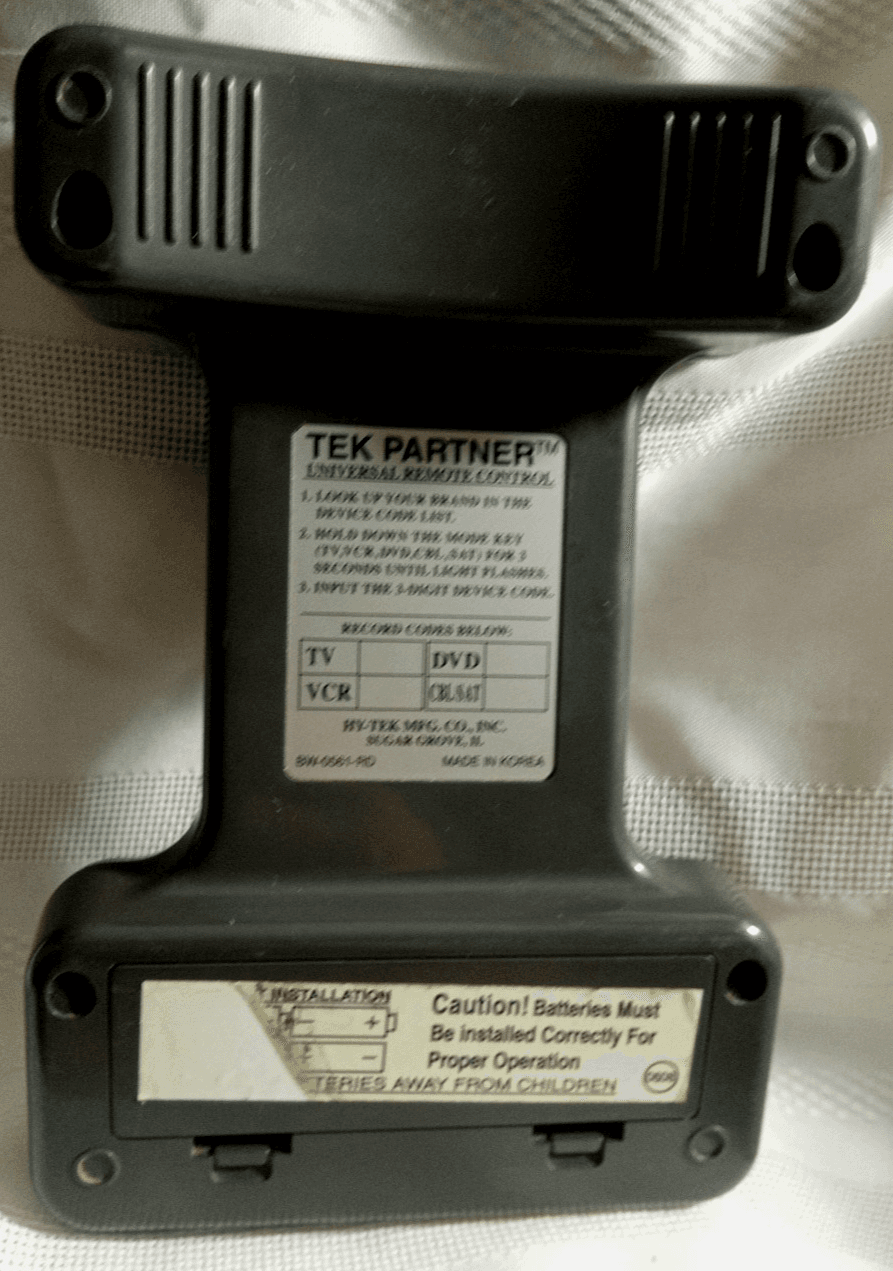 TEK PARTNER™
UNIVERSAL REMOTE CONTROL
1. LOOK UP YOUR BRAND IN THE
DEVICE CODE LIST.
2. HOLD DOWN THE MODE KEY
(TV,VCR,DVD,CBL,SAT) FOR 3
SECONDS UNTIL LIGHT FLASHES.
3. INPUT THE 3-DIGIT DEVICE CODE.
RECORD CODES BELOW:
TV DVD
VCR CBL/SAT
HY-TEK MFG. CO., INC.
SUGAR GROVE, IL
BW-0561-RD MADE IN KOREA
INSTALLATION
Caution! Batteries Must
Be installed Correctly For
Proper Operation
TERIES AWAY FROM CHILDREN